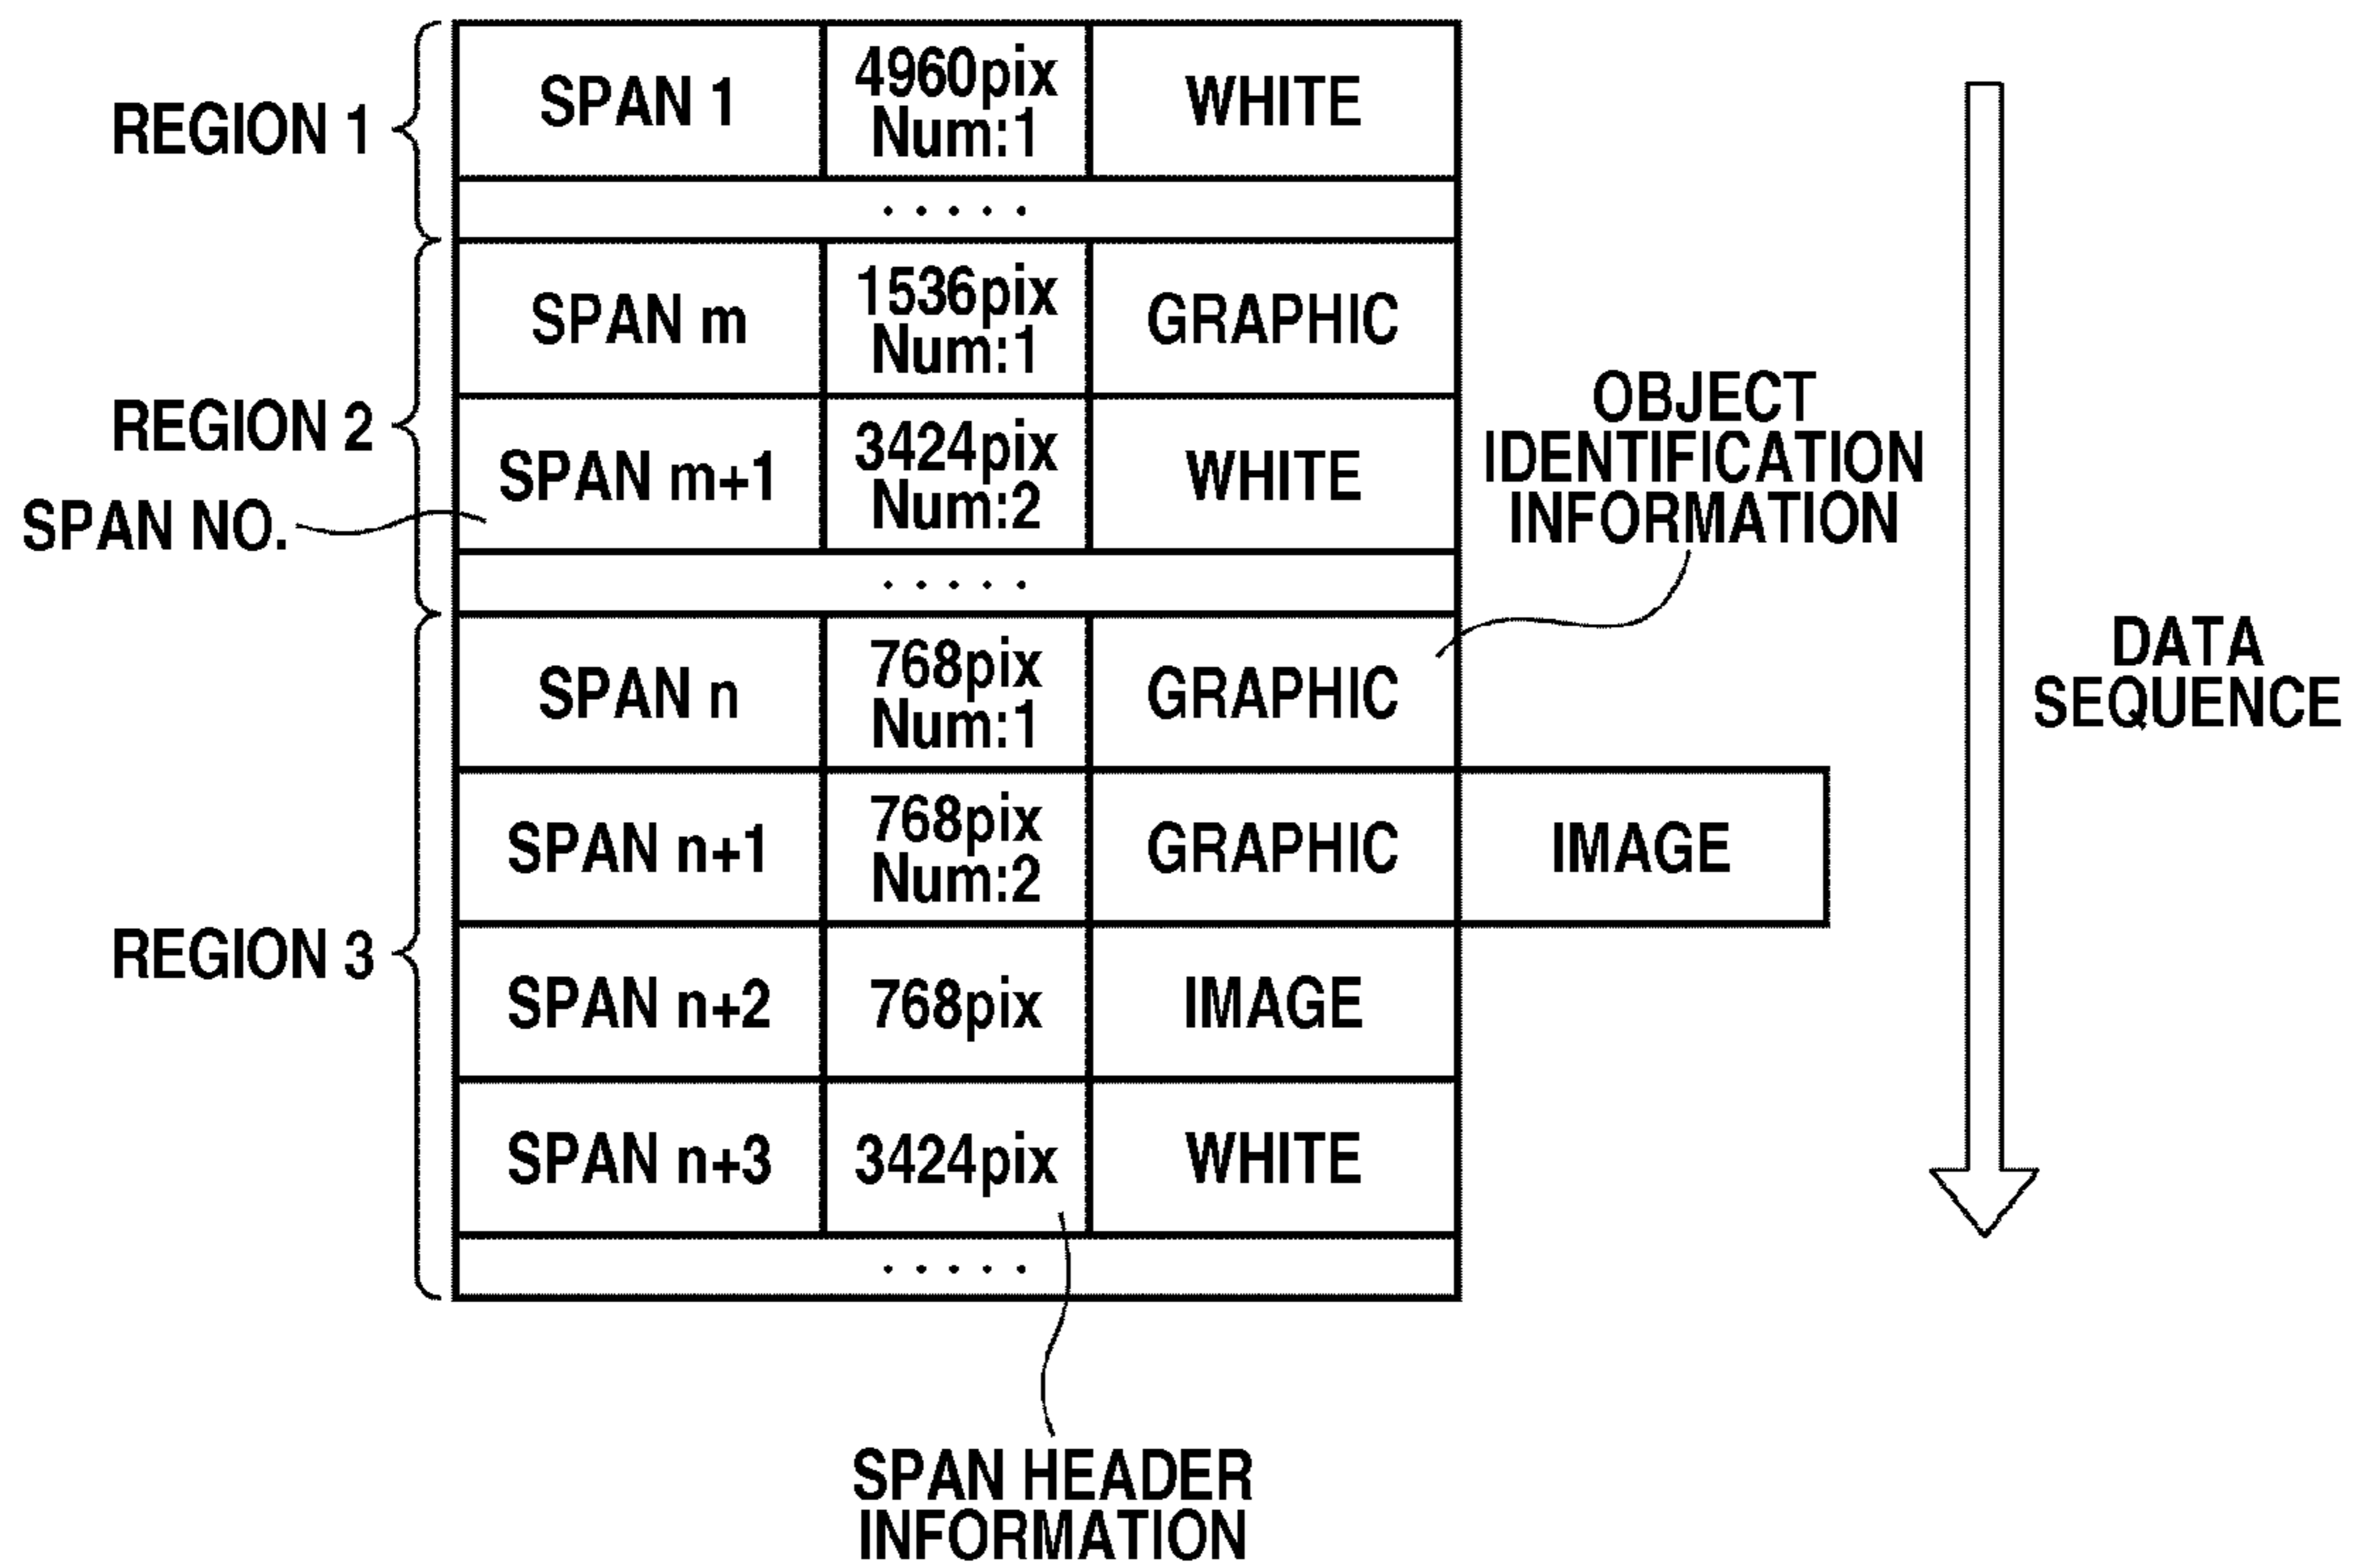 REGION 1
SPAN 1
4960pix
Num:1
WHITE
.....
REGION 2
SPAN m
1536pix
Num:1
GRAPHIC
SPAN m+1
3424pix
Num:2
WHITE
SPAN NO.
.....
OBJECT
IDENTIFICATION
INFORMATION
REGION 3
SPAN n
768pix
Num:1
GRAPHIC
SPAN n+1
768pix
Num:2
GRAPHIC
IMAGE
SPAN n+2
768pix
IMAGE
SPAN n+3
3424pix
WHITE
.....
DATA
SEQUENCE
SPAN HEADER
INFORMATION